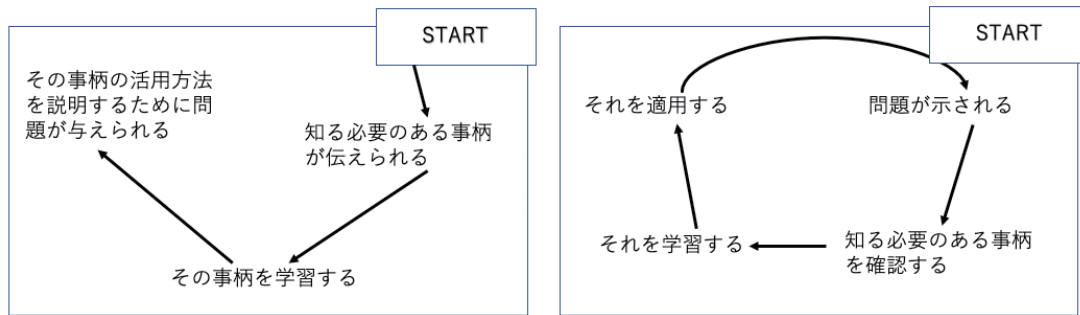 START
その事柄の活用方法
を説明するために問
題が与えられる
知る必要のある事柄
が伝えられる
その事柄を学習する
START
それを適用する
問題が示される
それを学習する
知る必要のある事柄
を確認する